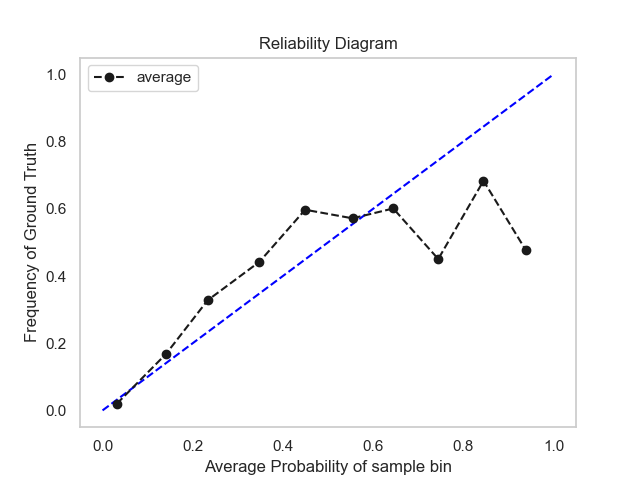 Reliability Diagram
average
Frequency of Ground Truth
1.0
0.8
0.6
0.4
0.2
0.0
0.0 0.2 0.4 0.6 0.8 1.0
Average Probability of sample bin